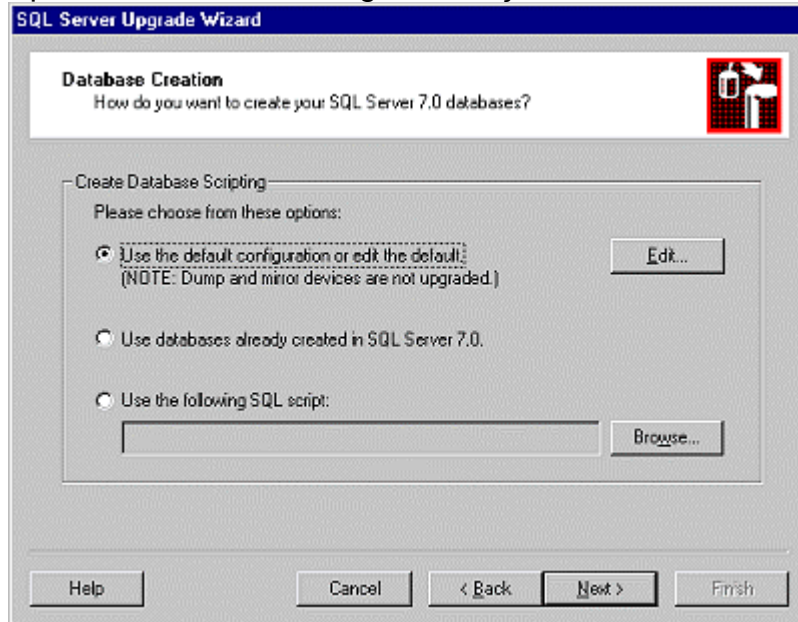 SQL Server Upgrade Wizard
Database Creation
How do you want to create your SQL Server 7.0 databases?
Create Database Scripting
Please choose from these options:
Use the default configuration or edit the default.
Edit...
(NOTE: Dump and mirror devices are not upgraded.)
Use databases already created in SQL Server 7.0.
Use the following SQL script:
Browse...
Help
Cancel
< Back
Next >
Finish